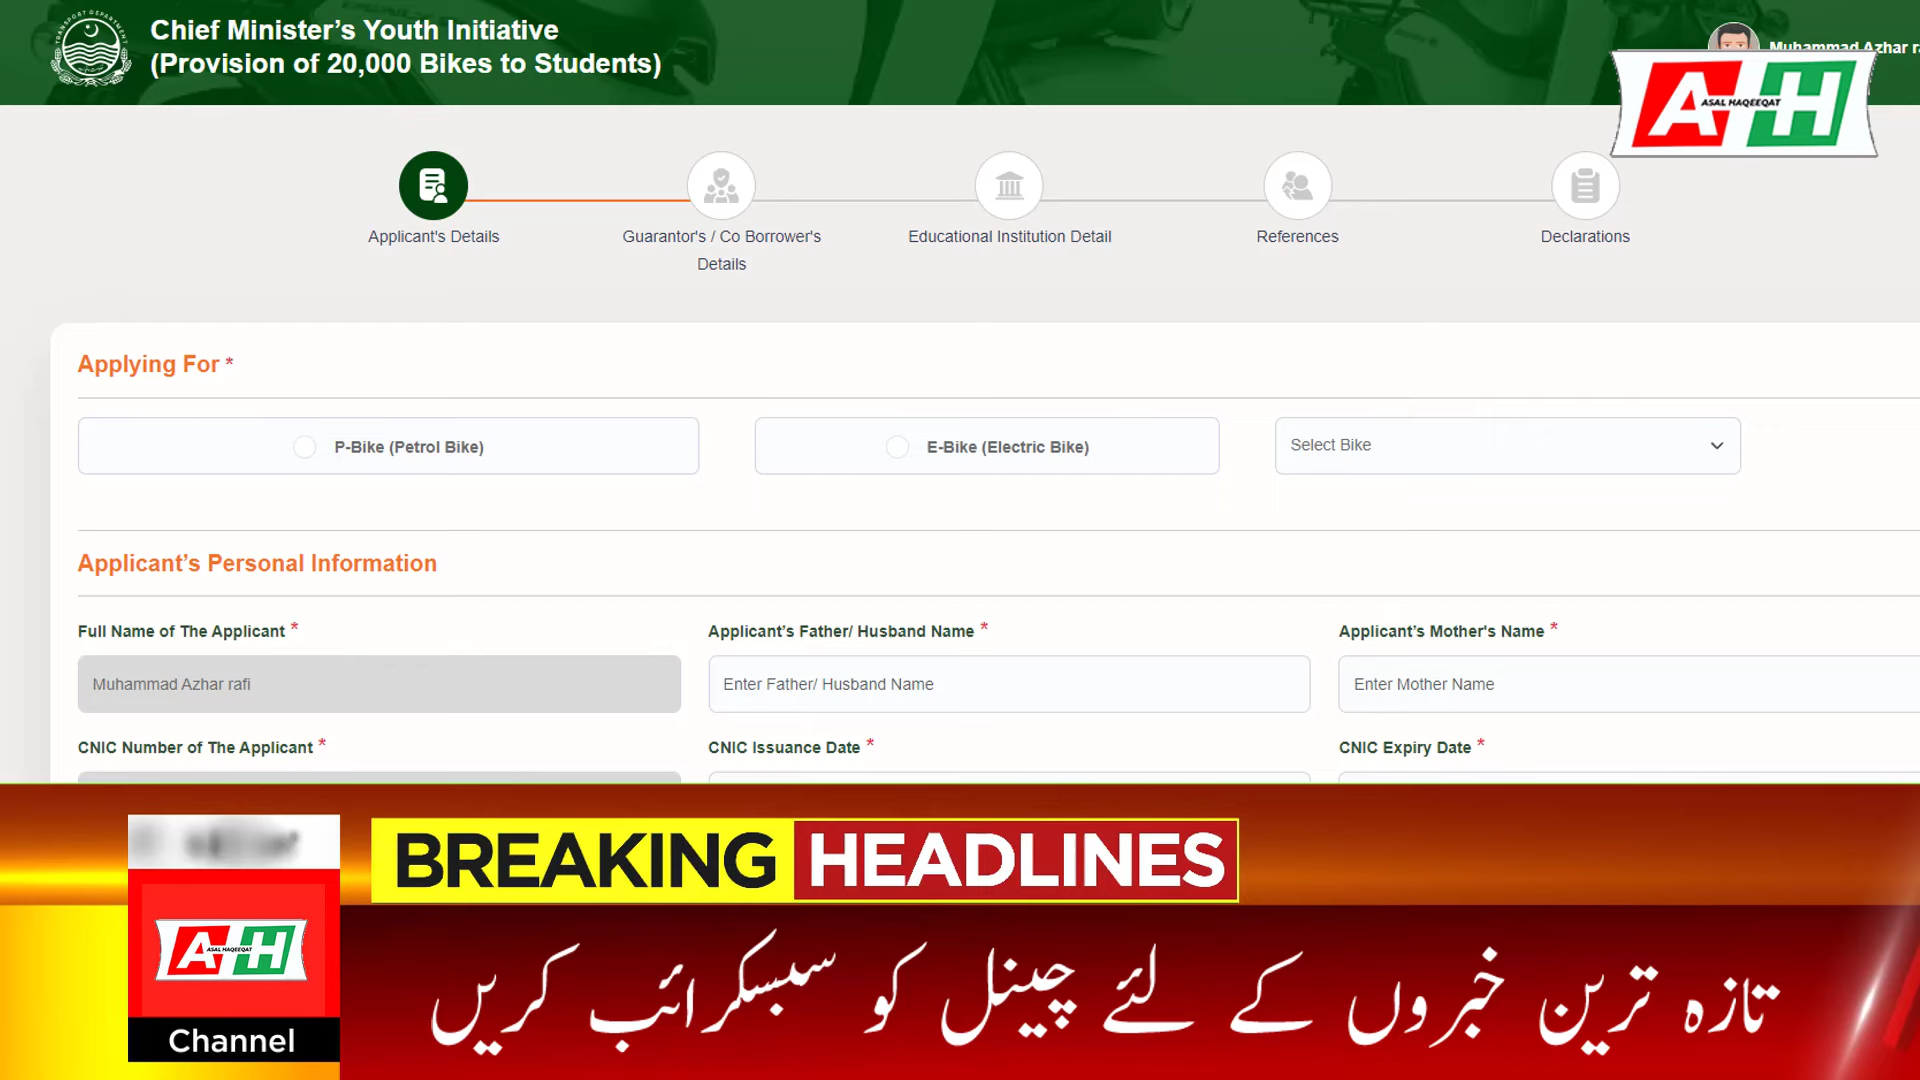 Chief Minister’s Youth Initiative
(Provision of 20,000 Bikes to Students)
Muhammad Azhar
ASAL HAQEEQAT
AH
Applicant's Details
Guarantor's / Co Borrower's
Details
Educational Institution Detail
References
Declarations
Applying For *
P-Bike (Petrol Bike)
E-Bike (Electric Bike)
Select Bike
Applicant’s Personal Information
Full Name of The Applicant *
Applicant’s Father/ Husband Name *
Applicant’s Mother's Name *
Muhammad Azhar rafi
Enter Father/ Husband Name
Enter Mother Name
CNIC Number of The Applicant *
CNIC Issuance Date *
CNIC Expiry Date *
BREAKING HEADLINES
AH
ASAL HAQEEQAT
Channel
تازہ ترین خبروں کے لئے چینل کو سبسکرائب کریں